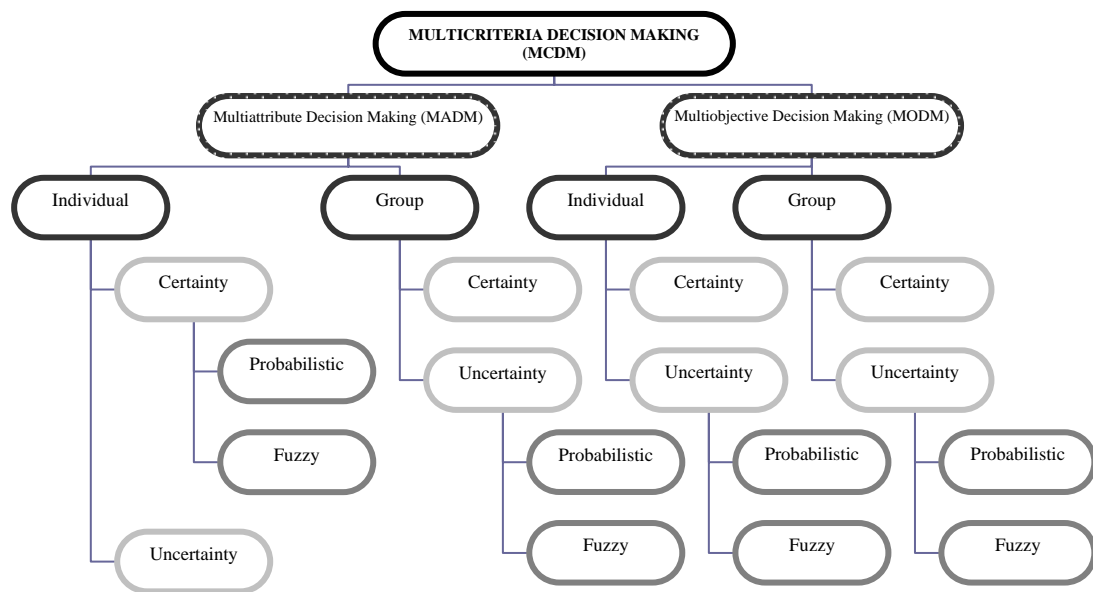 MULTICRITERIA DECISION MAKING
(MCDM)
Multiattribute Decision Making (MADM)
Multiobjective Decision Making (MODM)
Individual
Group
Individual
Group
Certainty
Certainty
Certainty
Certainty
Probabilistic
Uncertainty
Uncertainty
Uncertainty
Fuzzy
Probabilistic
Probabilistic
Probabilistic
Uncertainty
Fuzzy
Fuzzy
Fuzzy